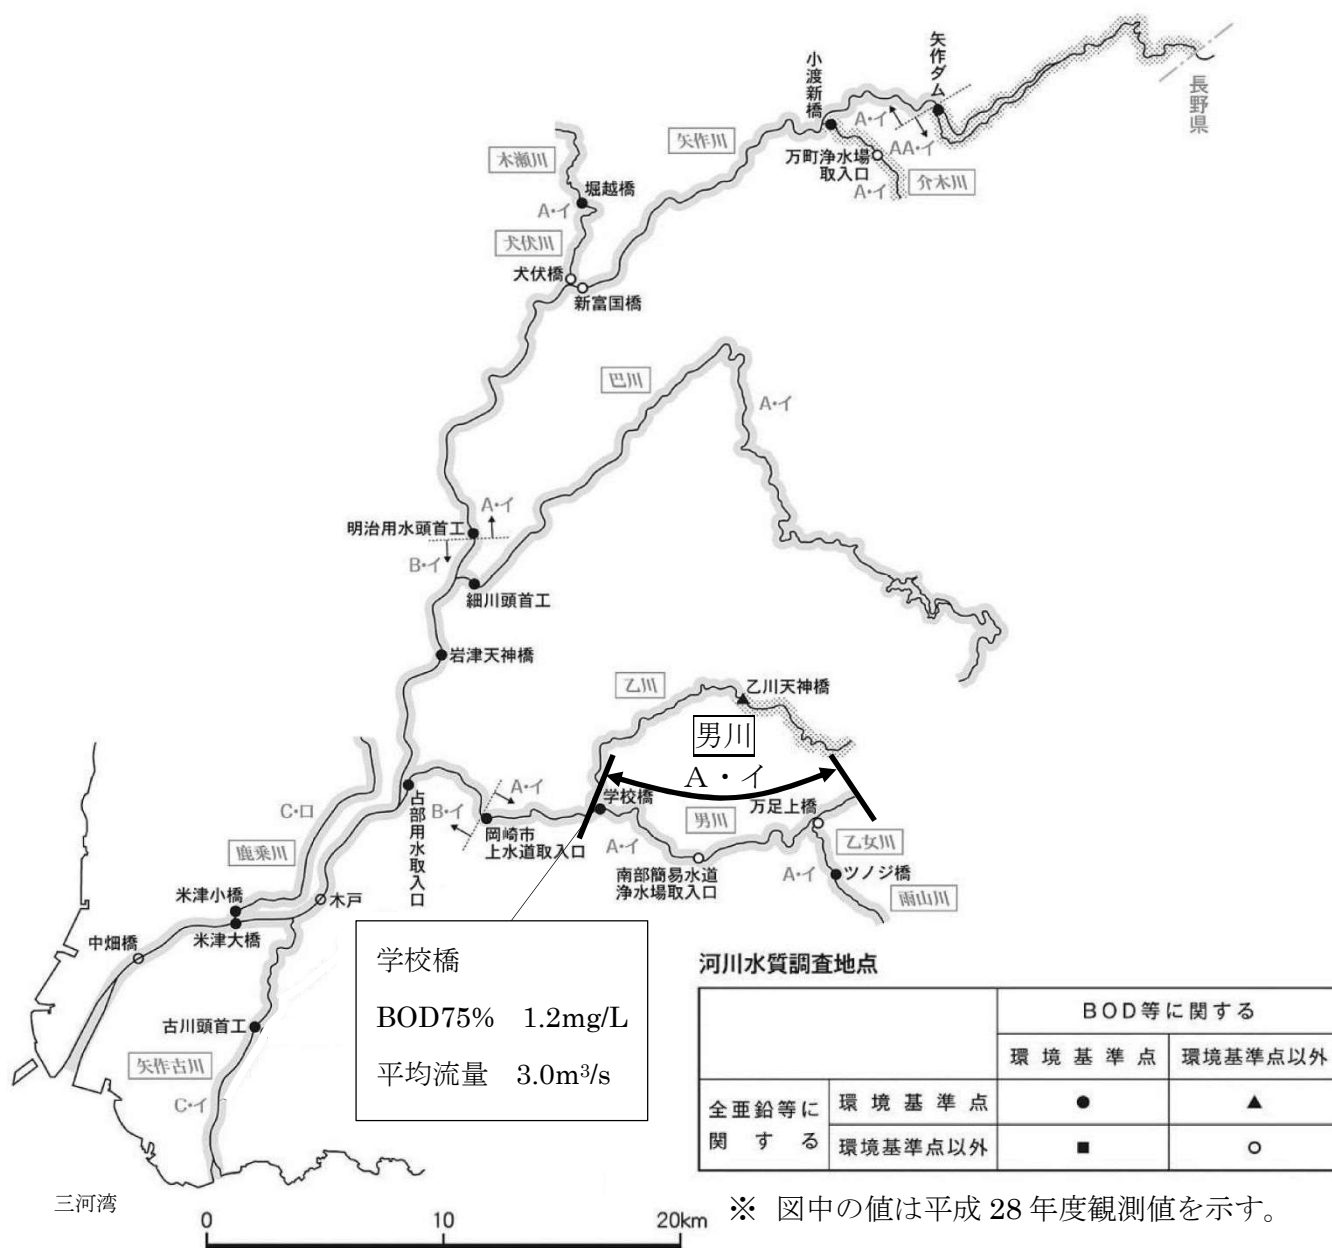 長野県
矢作ダム
小渡新橋
A・イ
AA・イ
矢作川
万町浄水場
取入口
A・イ
介木川
木瀬川
堀越橋
A・イ
犬伏川
犬伏橋
新富国橋
巴川
A・イ
A・イ
明治用水頭首工
B・イ
細川頭首工
岩津天神橋
乙川
乙川天神橋
男川
A・イ
学校橋
万足上橋
A・イ
B・イ
占部用水取入口
岡崎市
上水道取入口
A・イ
男川
南部簡易水道
浄水場取入口
乙女川
A・イ
ツノジ橋
雨山川
C・ロ
鹿乗川
米津小橋
木戸
中畑橋
米津大橋
古川頭首工
矢作古川
C・イ
学校橋
BOD75% 1.2mg/L
平均流量 3.0m³/s
河川水質調査地点
BOD等に関する
環境基準点 環境基準点以外
全亜鉛等に
関する
環境基準点 ● ▲
環境基準点以外 ■ ○
三河湾
0 10 20km
※ 図中の値は平成 28 年度観測値を示す。